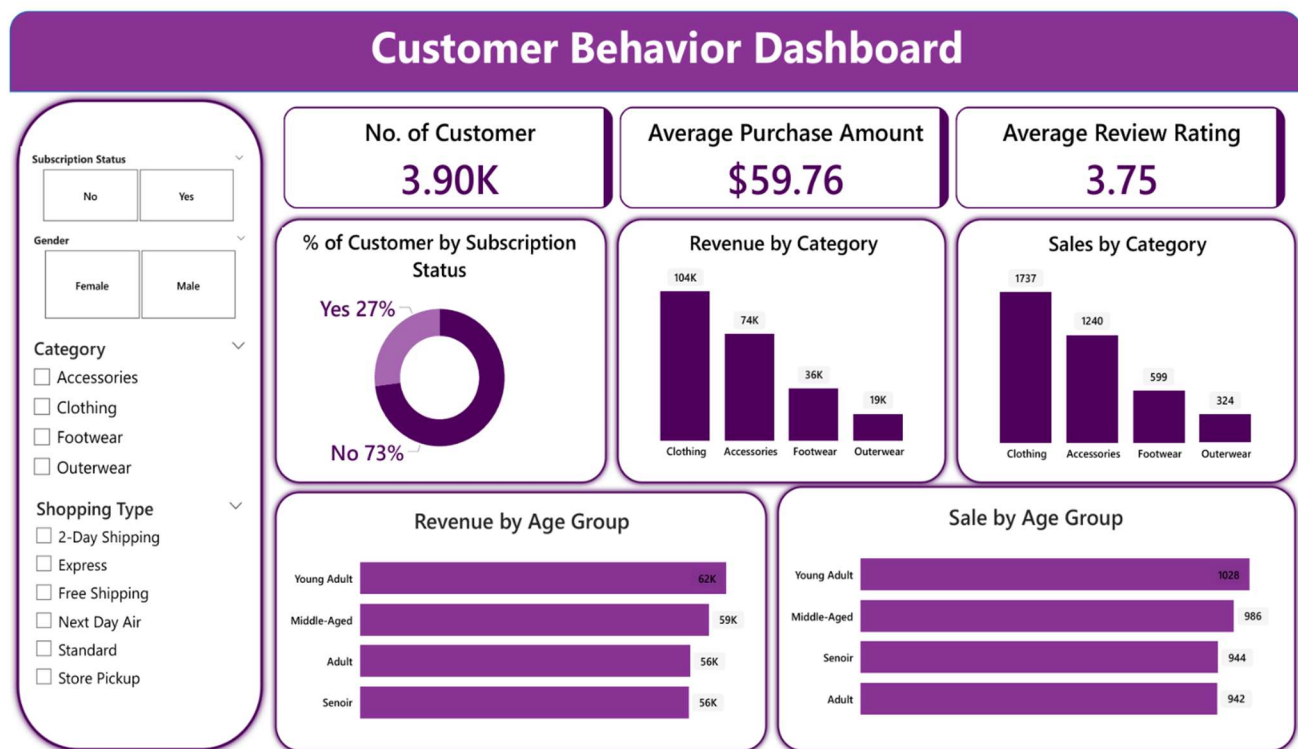 Customer Behavior Dashboard
Subscription Status
No
Yes
Gender
Female
Male
Category
Accessories
Clothing
Footwear
Outerwear
Shopping Type
2-Day Shipping
Express
Free Shipping
Next Day Air
Standard
Store Pickup
No. of Customer
3.90K
Average Purchase Amount
$59.76
Average Review Rating
3.75
% of Customer by Subscription
Status
Yes 27%
No 73%
Revenue by Category
104K
74K
36K
19K
Clothing
Accessories
Footwear
Outerwear
Sales by Category
1737
1240
599
324
Clothing
Accessories
Footwear
Outerwear
Revenue by Age Group
Young Adult
62K
Middle-Aged
59K
Adult
56K
Senoir
56K
Sale by Age Group
Young Adult
1028
Middle-Aged
986
Senoir
944
Adult
942